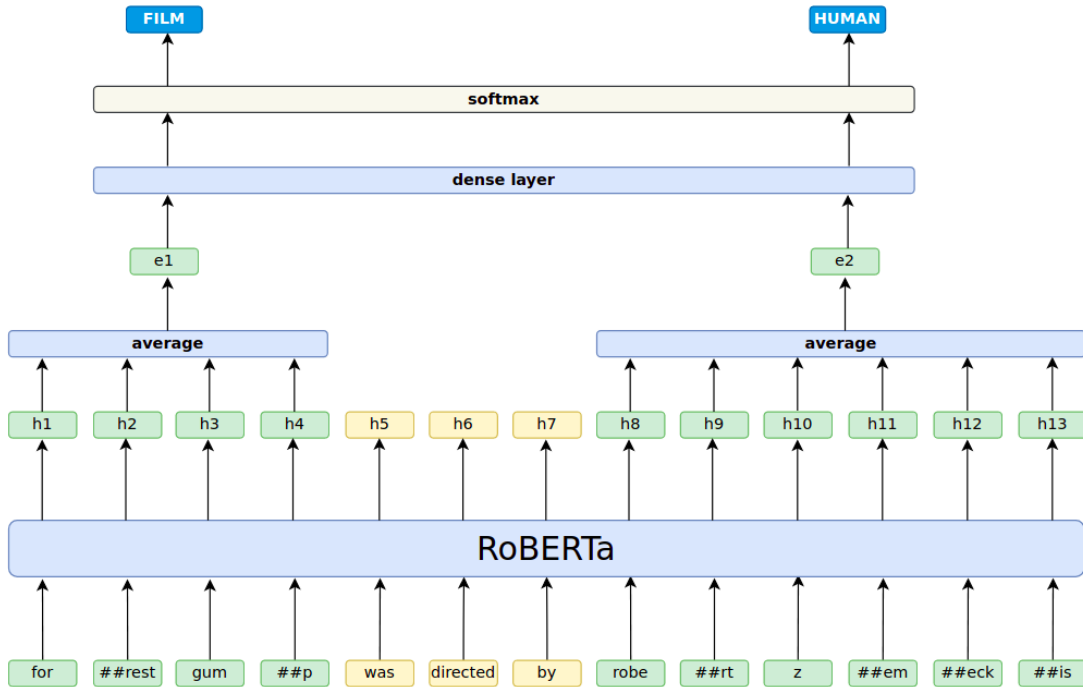 FILM HUMAN
softmax
dense layer
e1 e2
average average
h1 h2 h3 h4 h5 h6 h7 h8 h9 h10 h11 h12 h13
RoBERTa
for ##rest gum ##p was directed by robe ##rt z ##em ##eck ##is